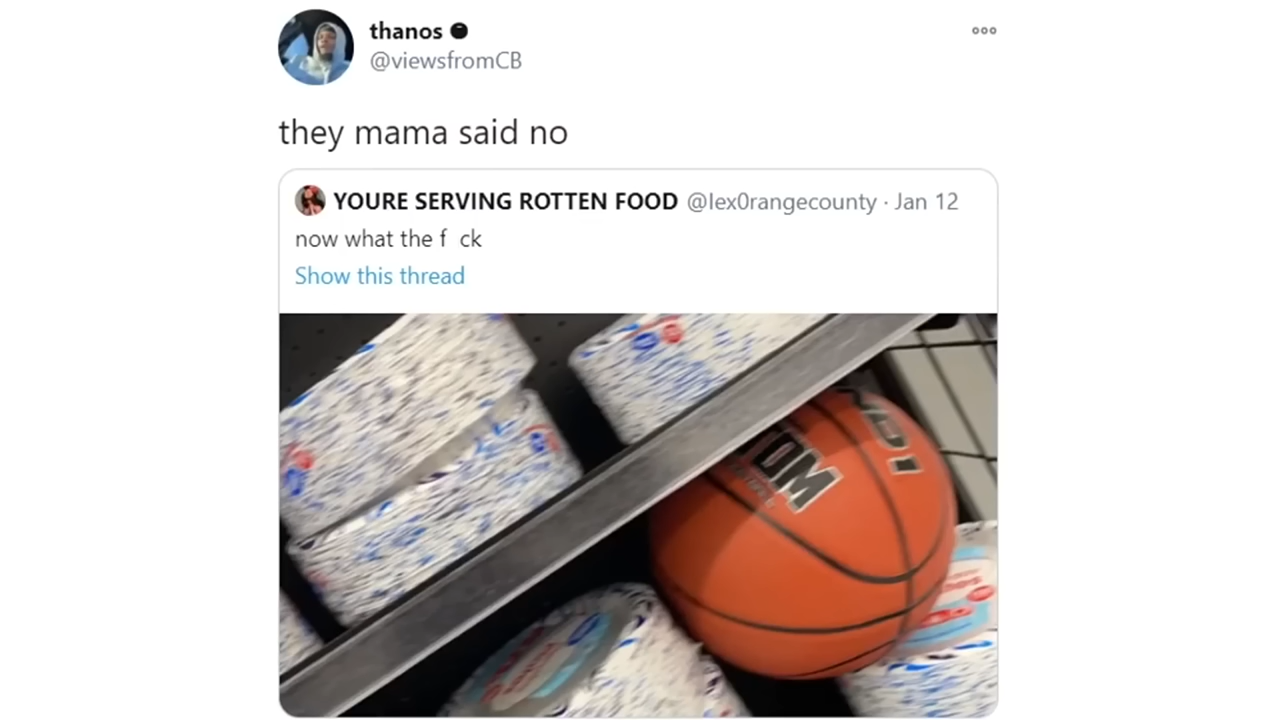 thanos
@viewsfromCB
they mama said no
YOURE SERVING ROTTEN FOOD @lex0rangecounty · Jan 12
now what the f ck
Show this thread